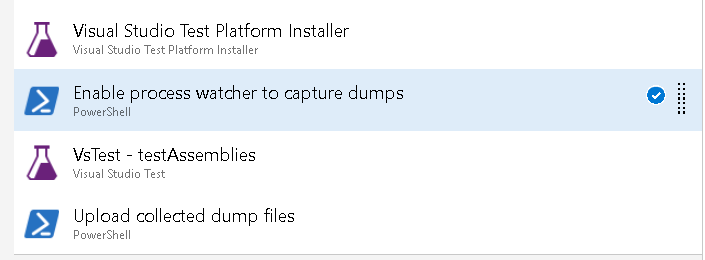 Visual Studio Test Platform Installer
Visual Studio Test Platform Installer
Enable process watcher to capture dumps
PowerShell
VsTest - testAssemblies
Visual Studio Test
Upload collected dump files
PowerShell